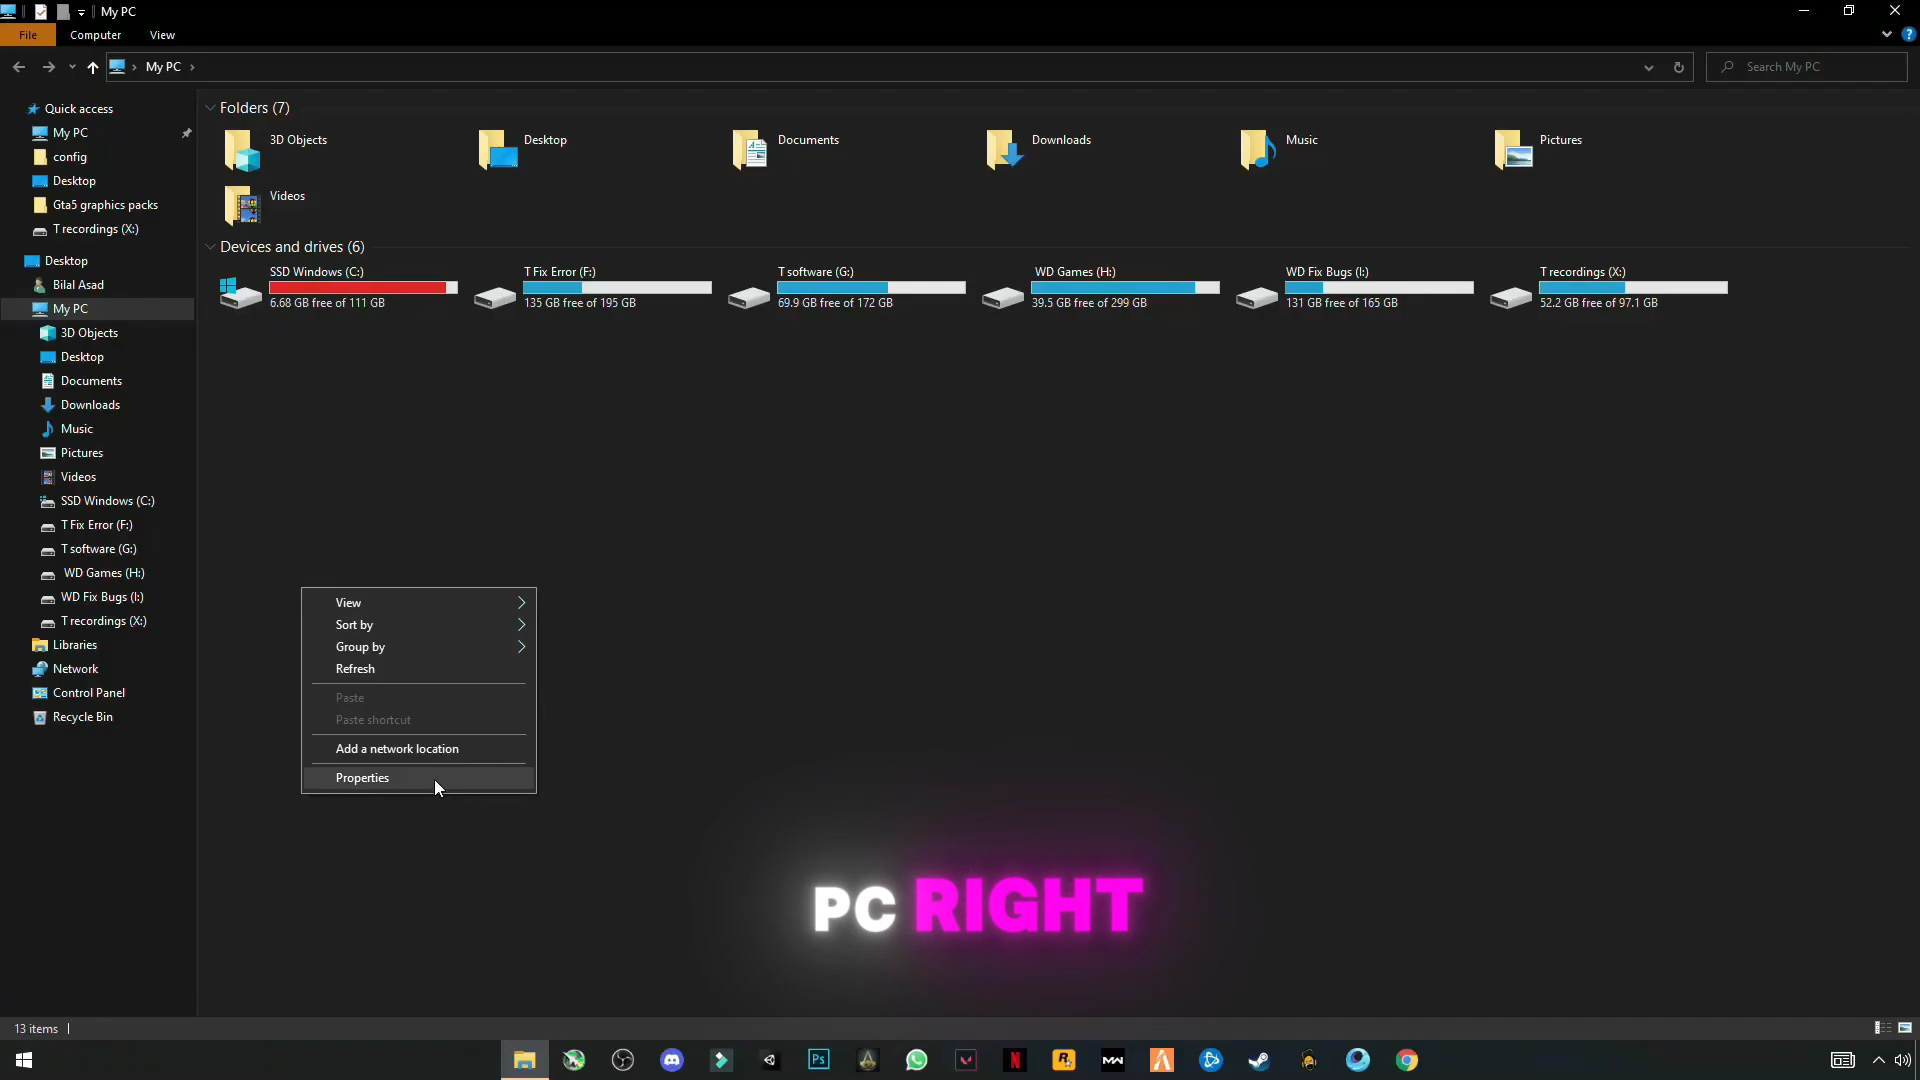 My PC
File Computer View
My PC
Search My PC
Quick access
My PC
config
Desktop
Gta5 graphics packs
T recordings (X:)
Desktop
Bilal Asad
My PC
3D Objects
Desktop
Documents
Downloads
Music
Pictures
Videos
SSD Windows (C:)
T Fix Error (F:)
T software (G:)
WD Games (H:)
WD Fix Bugs (I:)
T recordings (X:)
Libraries
Network
Control Panel
Recycle Bin
Folders (7)
3D Objects
Desktop
Documents
Downloads
Music
Pictures
Videos
Devices and drives (6)
SSD Windows (C:)
6.68 GB free of 111 GB
T Fix Error (F:)
135 GB free of 195 GB
T software (G:)
69.9 GB free of 172 GB
WD Games (H:)
39.5 GB free of 299 GB
WD Fix Bugs (I:)
131 GB free of 165 GB
T recordings (X:)
52.2 GB free of 97.1 GB
View
Sort by
Group by
Refresh
Paste
Paste shortcut
Add a network location
Properties
PC RIGHT
13 items
Ps